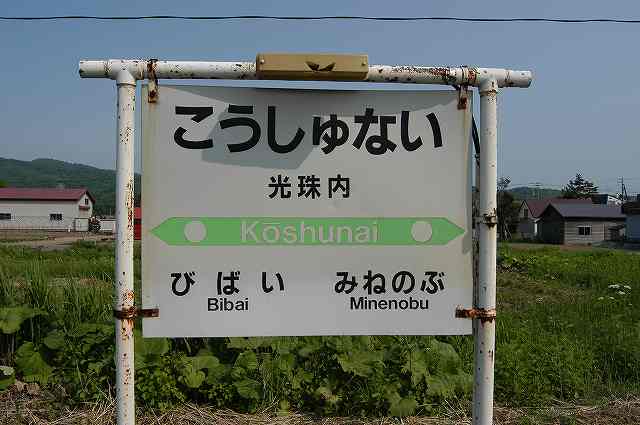 こうしゅない
光珠内
Kōshunai
びばい みねのぶ
Bibai Minenobu